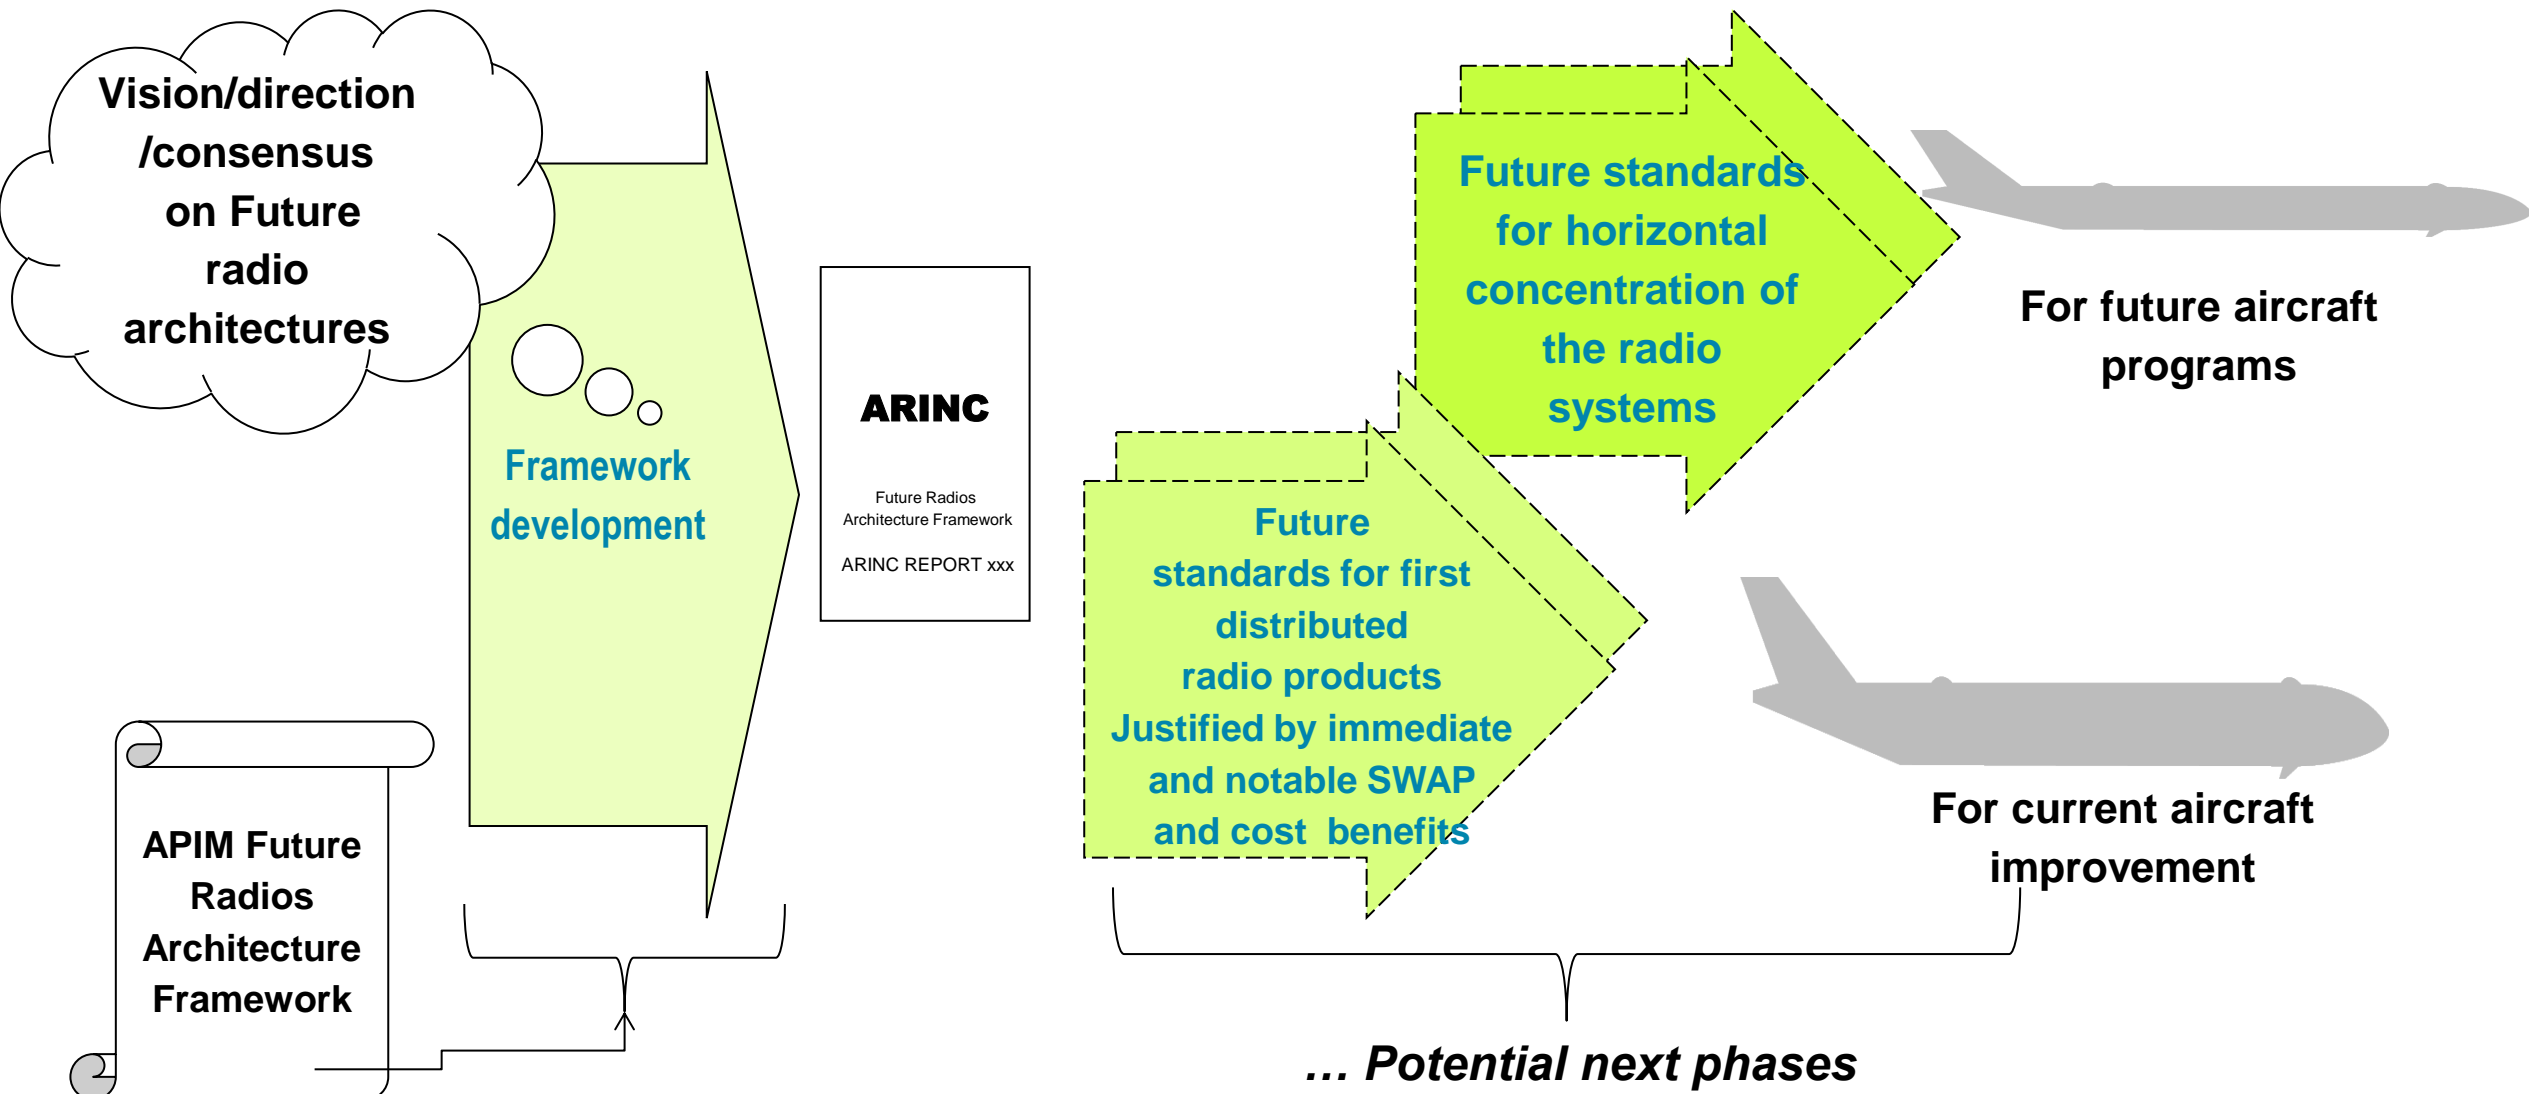 Vision/direction
/consensus
on Future
radio
architectures
Framework
development
APIM Future
Radios
Architecture
Framework
ARINC
Future Radios
Architecture Framework
ARINC REPORT xxx
Future standards
for horizontal
concentration of
the radio
systems
For future aircraft
programs
Future
standards for first
distributed
radio products
Justified by immediate
and notable SWAP
and cost  benefits
For current aircraft
improvement
… Potential next phases